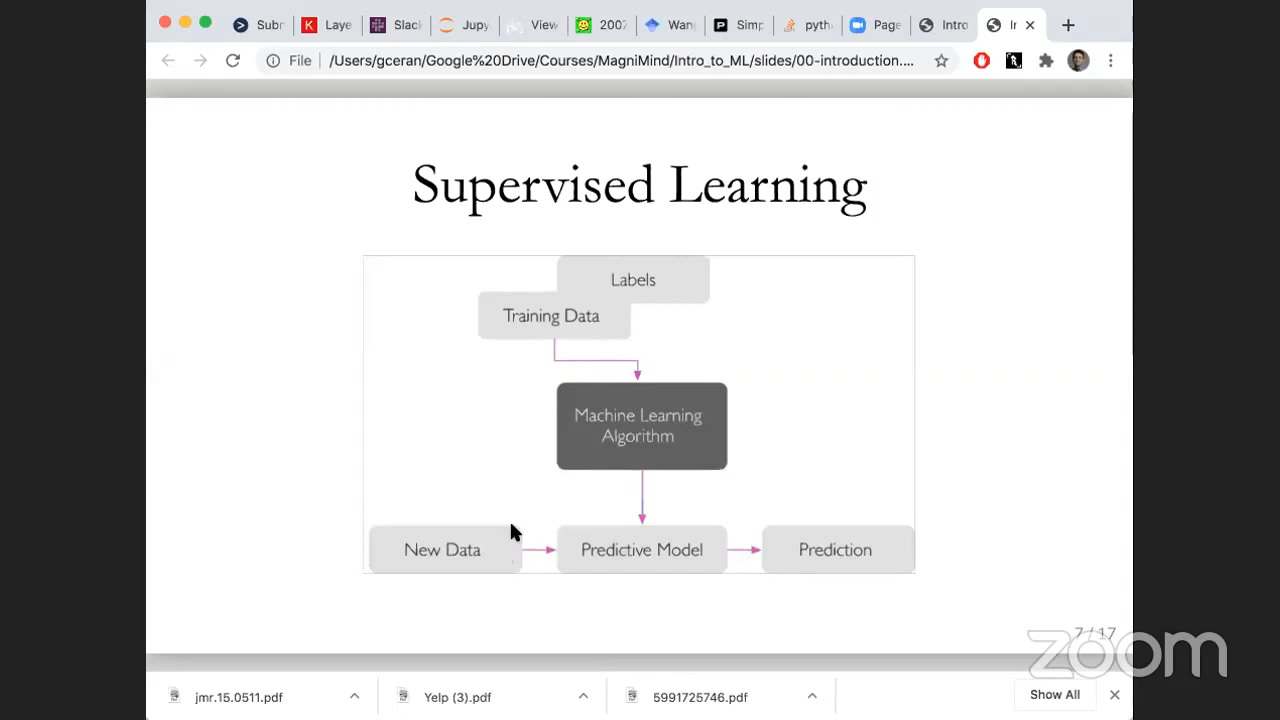 Subr
Laye
Slack
Jupy
View
2007
Wan
Simp
pyth
Page
Intro
Ir
File
/Users/gceran/Google%20Drive/Courses/MagniMind/Intro_to_ML/slides/00-introduction....
Supervised Learning
Labels
Training Data
Machine Learning
Algorithm
New Data
Predictive Model
Prediction
7 / 17
zoom
jmr.15.0511.pdf
Yelp (3).pdf
5991725746.pdf
Show All